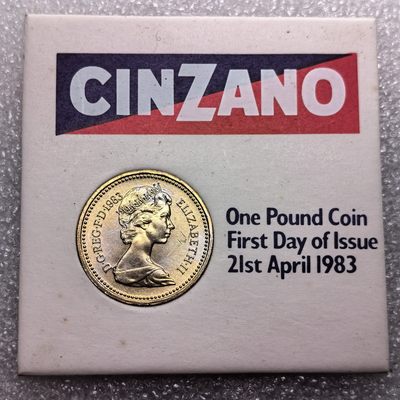 CINZANO
D·G·REG·F·D·1983
ELIZABETH·II
One Pound Coin
First Day of Issue
21st April 1983